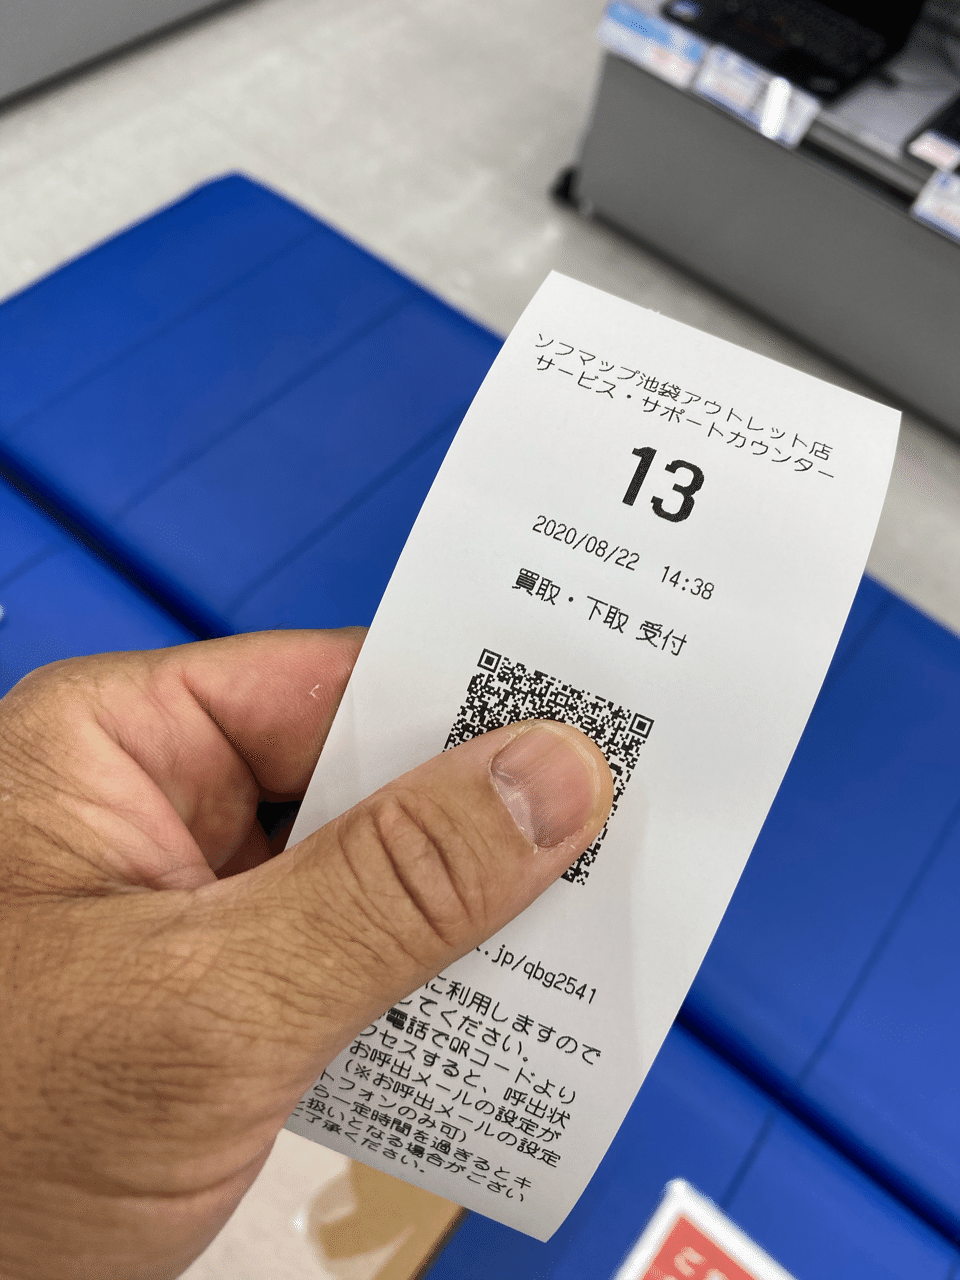 ソフマップ池袋アウトレット店
サービス・サポートカウンター
13
2020/08/22 14:38
買取・下取 受付
.jp/qbg2541
に利用しますので
してください。
電話でQRコードより
クセスすると、呼出状
お呼出メールの設定が
(※お呼出メールの設定
トフォンのみ可)
ら一定時間を過ぎるとキ
扱いとなる場合がござい
了承ください。